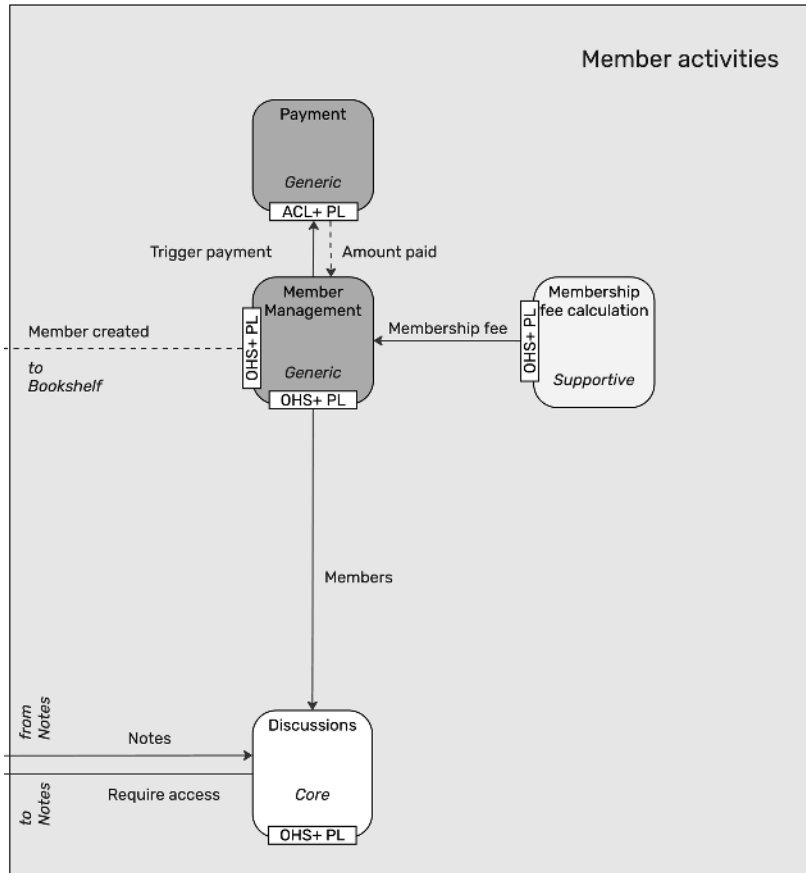 Member activities
Payment
Generic
ACL+ PL
Trigger payment
Amount paid
Member
Management
Generic
OHS+ PL
OHS+ PL
Member created
to
Bookshelf
Membership fee
Membership
fee calculation
Supportive
OHS+ PL
Members
from
Notes
Notes
Discussions
Core
OHS+ PL
Require access
to
Notes